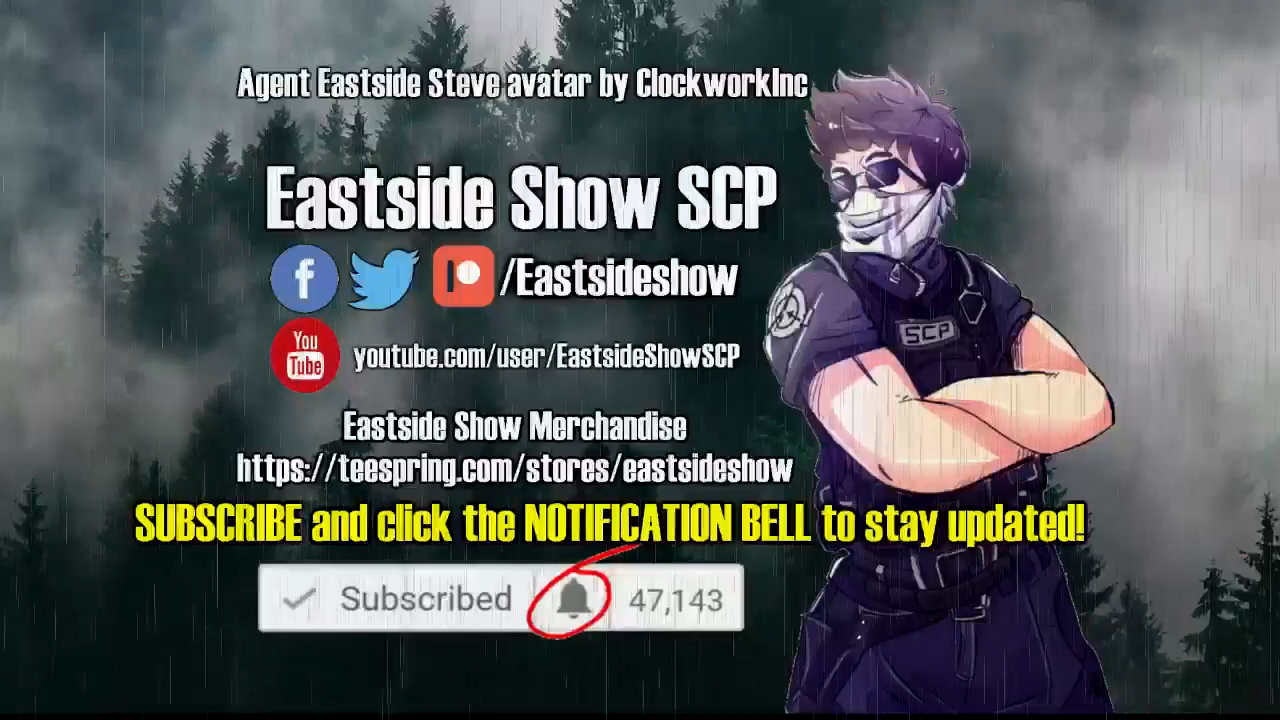 Agent Eastside Steve avatar by ClockworkInc
Eastside Show SCP
f /Eastsideshow
You
Tube youtube.com/user/EastsideShowSCP
SCP
Eastside Show Merchandise
https://teespring.com/stores/eastsideshow
SUBSCRIBE and click the NOTIFICATION BELL to stay updated!
Subscribed 47,143